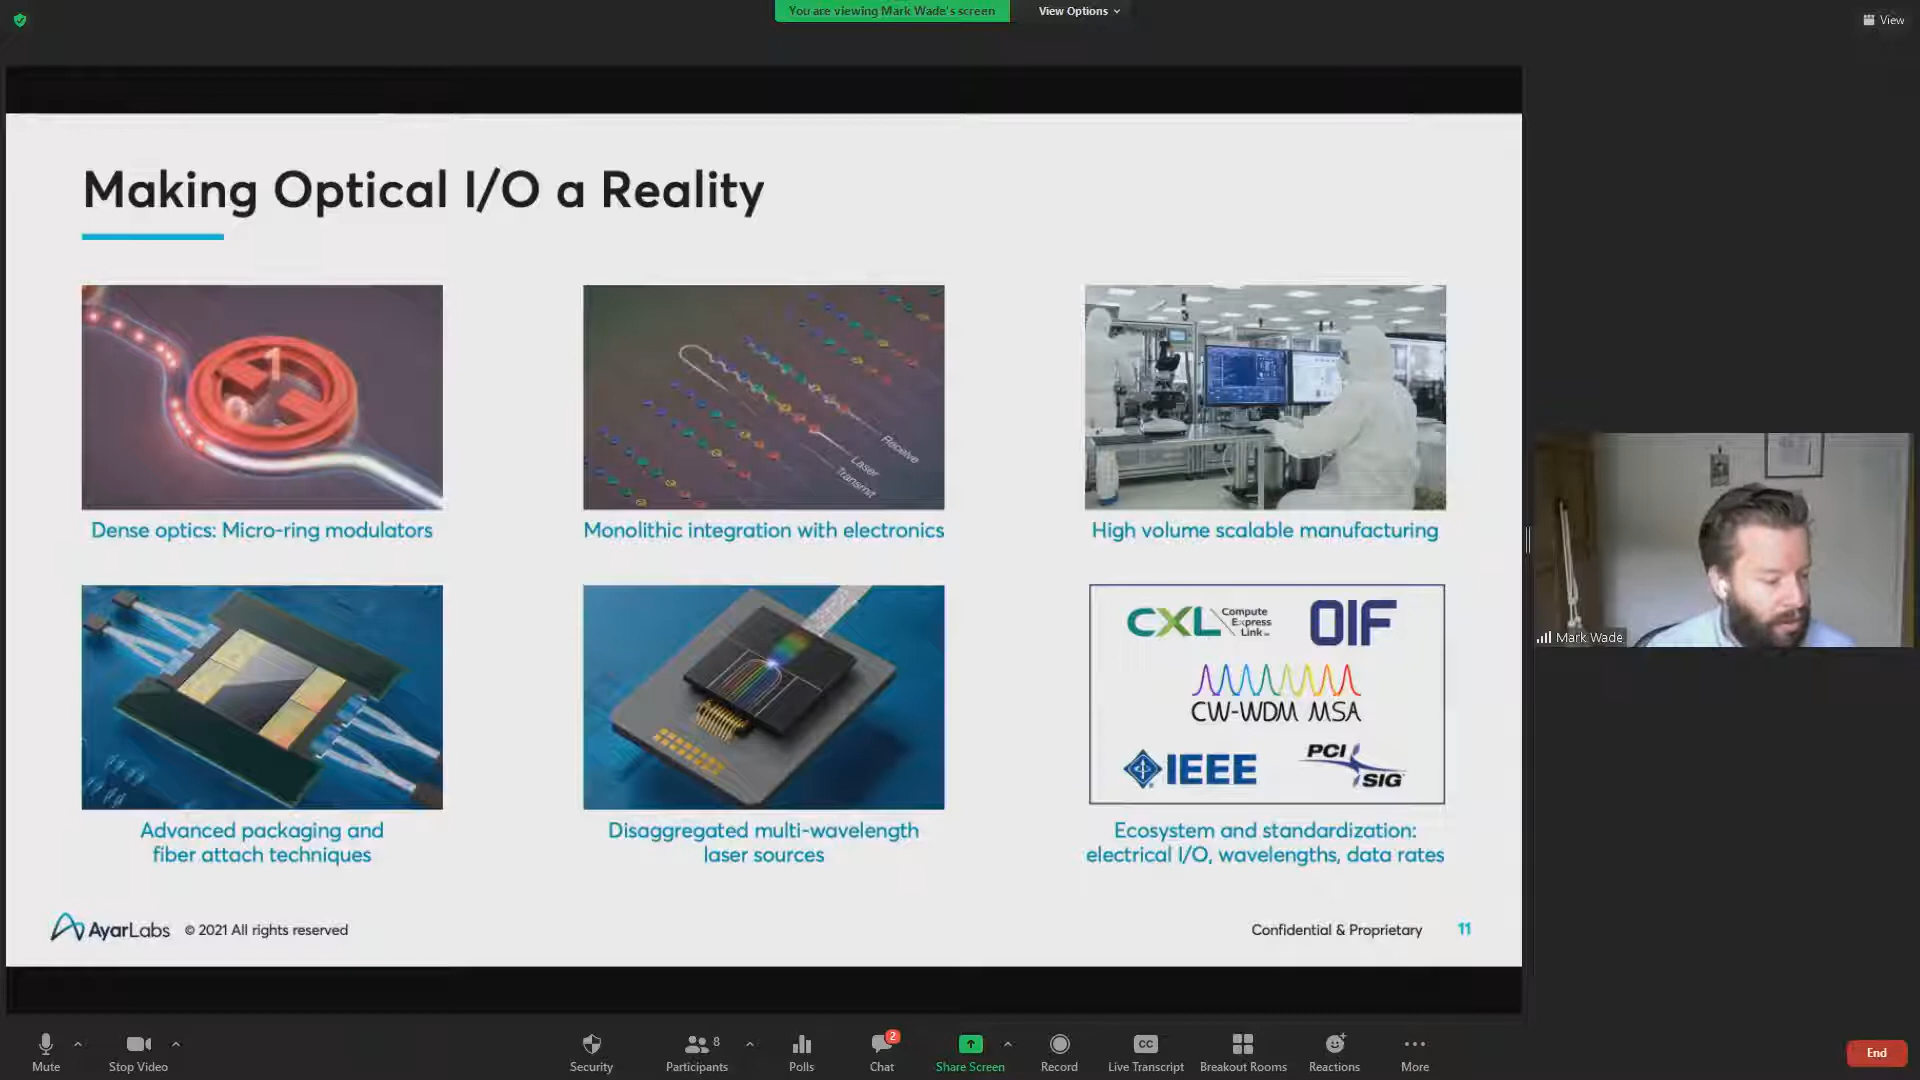 You are viewing Mark Wade's screen
View Options
View
Making Optical I/O a Reality
1
0
Receive
Laser
Transmit
Dense optics: Micro-ring modulators
Monolithic integration with electronics
High volume scalable manufacturing
CXL Compute Express Link
OIF
CW-WDM MSA
IEEE
PCI SIG
Advanced packaging and
fiber attach techniques
Disaggregated multi-wavelength
laser sources
Ecosystem and standardization:
electrical I/O, wavelengths, data rates
AyarLabs © 2021 All rights reserved
Confidential & Proprietary 11
Mark Wade
Mute
Stop Video
Security
Participants 8
Polls
Chat 2
Share Screen
Record
CC
Live Transcript
Breakout Rooms
Reactions
More
End